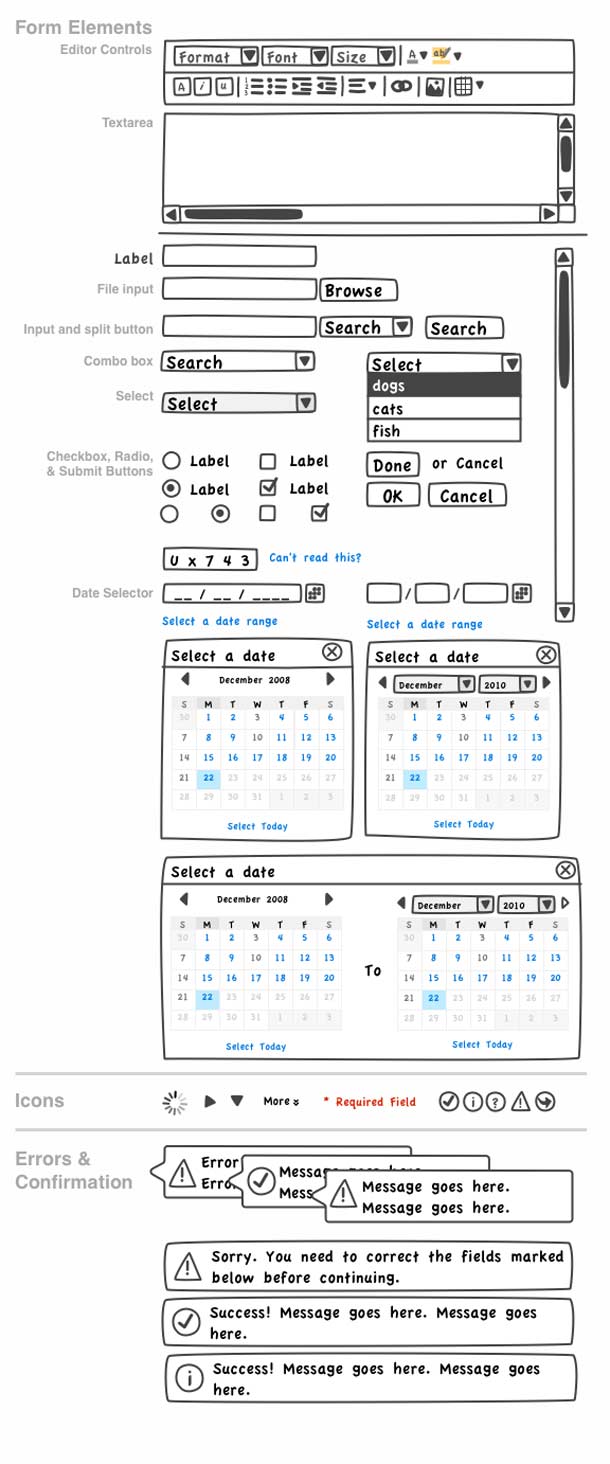 Form Elements
Editor Controls
Format Font Size A ab/
A i u 1 2 3
Textarea
Label
File input Browse
Input and split button Search Search
Combo box Search Select
dogs
Select Select cats
fish
Checkbox, Radio,
& Submit Buttons
Label Label Done or Cancel
Label Label OK Cancel
U x 7 4 3 Can't read this?
Date Selector __ / __ / ____ / /
Select a date range Select a date range
Select a date Select a date
December 2008 December 2010
S M T W T F S S M T W T F S
30 1 2 3 4 5 6 30 1 2 3 4 5 6
7 8 9 10 11 12 13 7 8 9 10 11 12 13
14 15 16 17 18 19 20 14 15 16 17 18 19 20
21 22 23 24 25 26 27 21 22 23 24 25 26 27
28 29 30 31 1 2 3 28 29 30 31 1 2 3
Select Today Select Today
Select a date
December 2008 December 2010
S M T W T F S S M T W T F S
30 1 2 3 4 5 6 30 1 2 3 4 5 6
7 8 9 10 11 12 13 7 8 9 10 11 12 13
To
14 15 16 17 18 19 20 14 15 16 17 18 19 20
21 22 23 24 25 26 27 21 22 23 24 25 26 27
28 29 30 31 1 2 3 28 29 30 31 1 2 3
Select Today Select Today
Icons More * Required Field i ? !
Errors &
Confirmation
! Error Message goes here.
Erro Mess
! Message goes here.
Message goes here.
! Sorry. You need to correct the fields marked
below before continuing.
Success! Message goes here. Message goes
here.
i Success! Message goes here. Message goes
here.